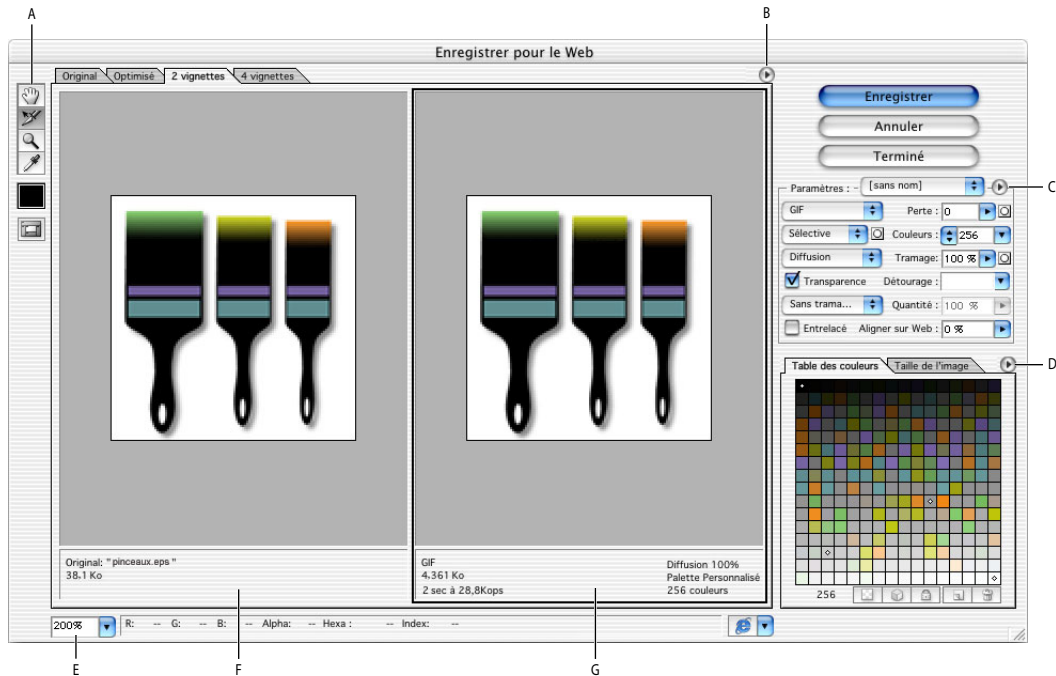 A
B
Enregistrer pour le Web
Original
Optimisé
2 vignettes
4 vignettes
Enregistrer
Annuler
Terminé
Paramètres :
[sans nom]
C
GIF
Perte : 0
Sélective
Couleurs : 256
Diffusion
Tramage: 100 %
Transparence
Détourage :
Sans trama...
Quantité : 100 %
Entrelacé
Aligner sur Web : 0 %
Table des couleurs
Taille de l'image
D
Original: "pinceaux.eps"
38.1 Ko
GIF
4,361 Ko
2 sec à 28,8Kops
Diffusion 100%
Palette Personnalisé
256 couleurs
256
200%
R: -- G: -- B: -- Alpha: -- Hexa : -- Index: --
E
F
G